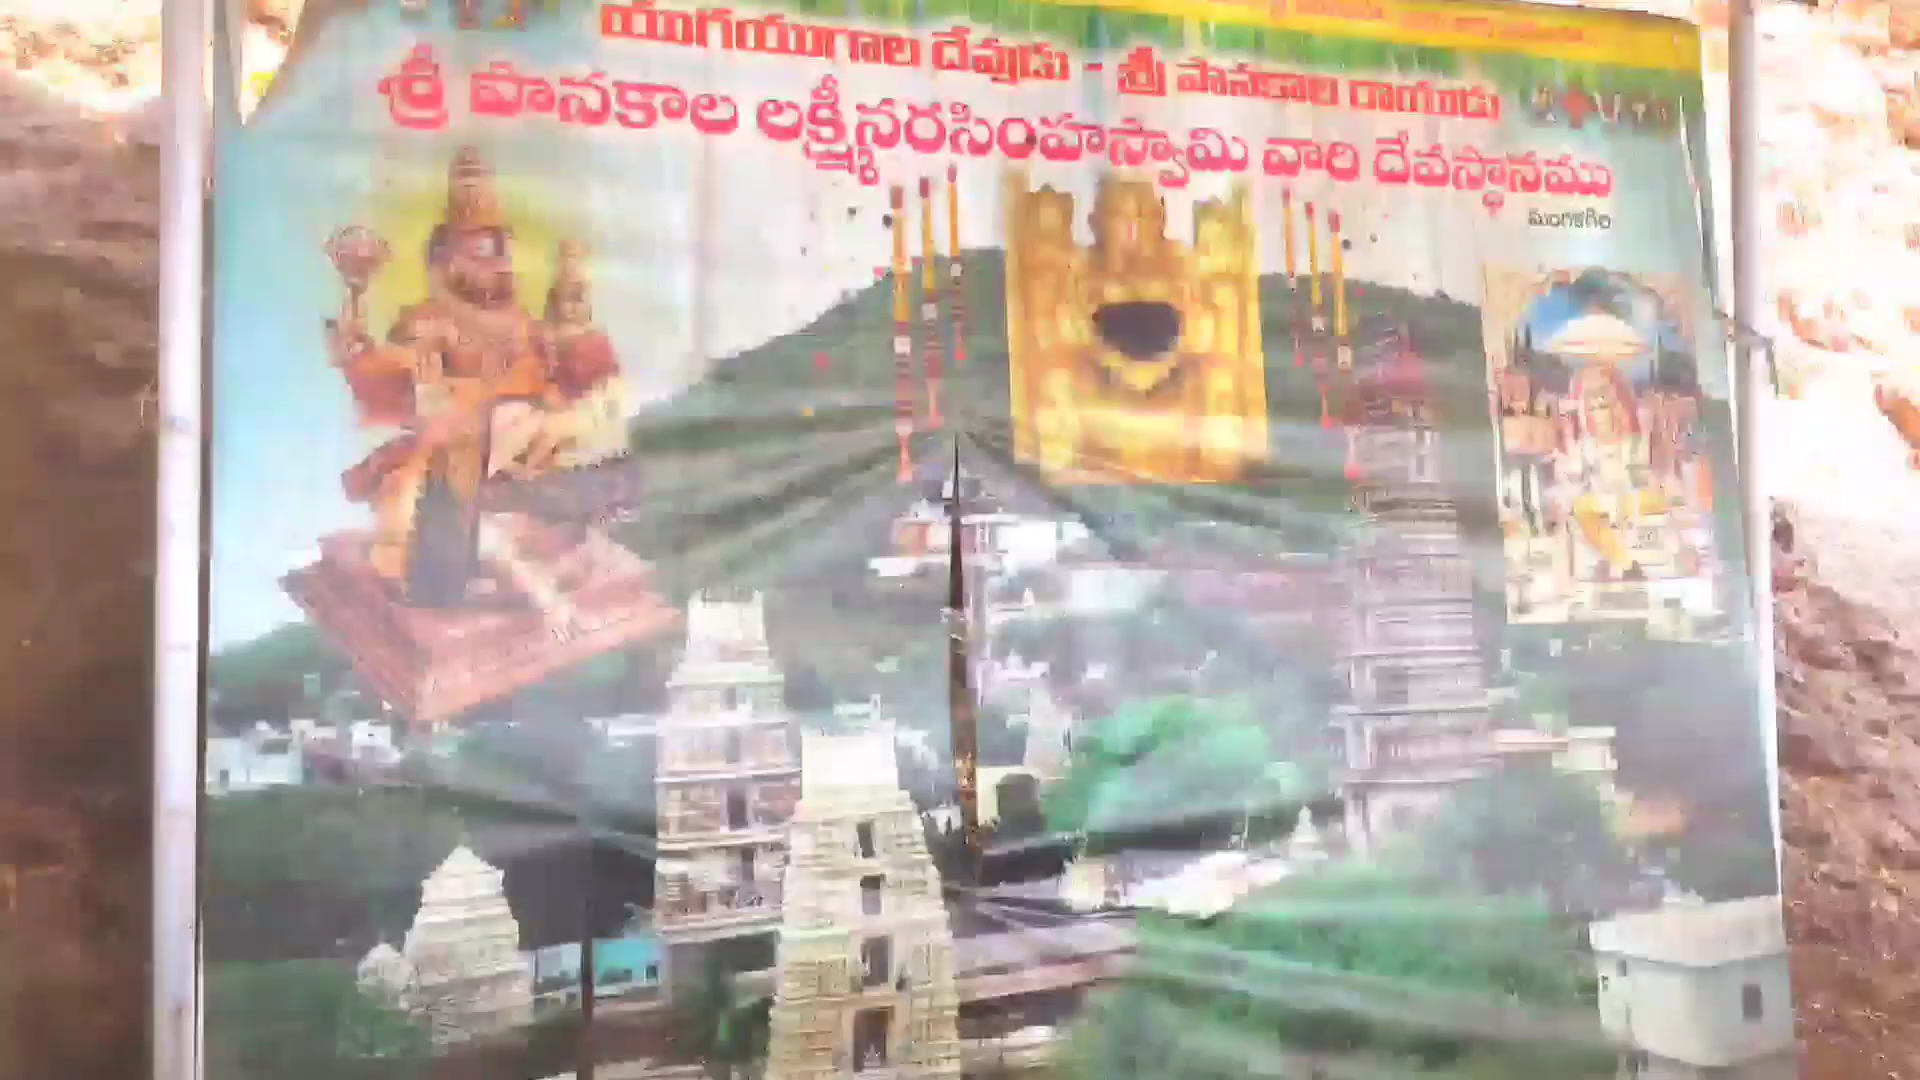 యుగయుగాల దేవుడు - శ్రీ పానకాల రాయుడు
శ్రీ పానకాల లక్ష్మీనరసింహస్వామి వారి దేవస్థానము
మంగళగిరి